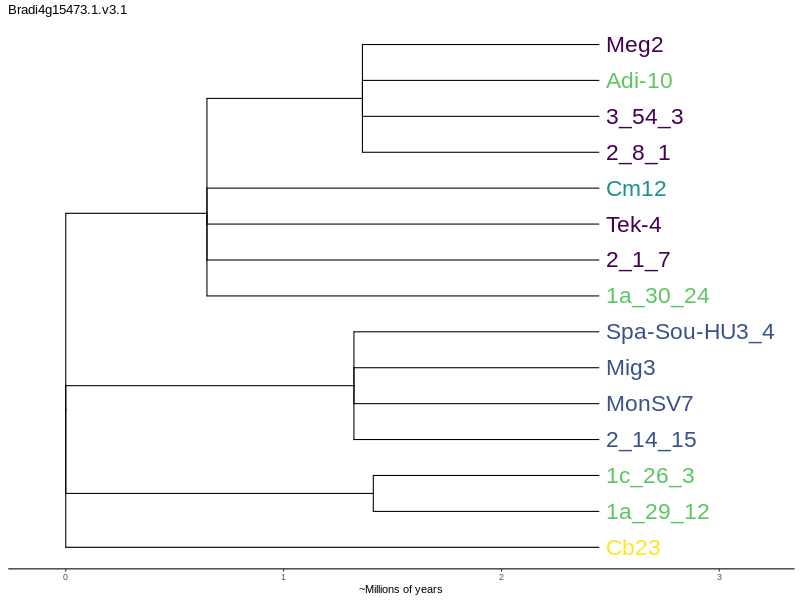 Bradi4g15473.1.v3.1
Meg2
Adi-10
3_54_3
2_8_1
Cm12
Tek-4
2_1_7
1a_30_24
Spa-Sou-HU3_4
Mig3
MonSV7
2_14_15
1c_26_3
1a_29_12
Cb23
0 1 2 3
~Millions of years